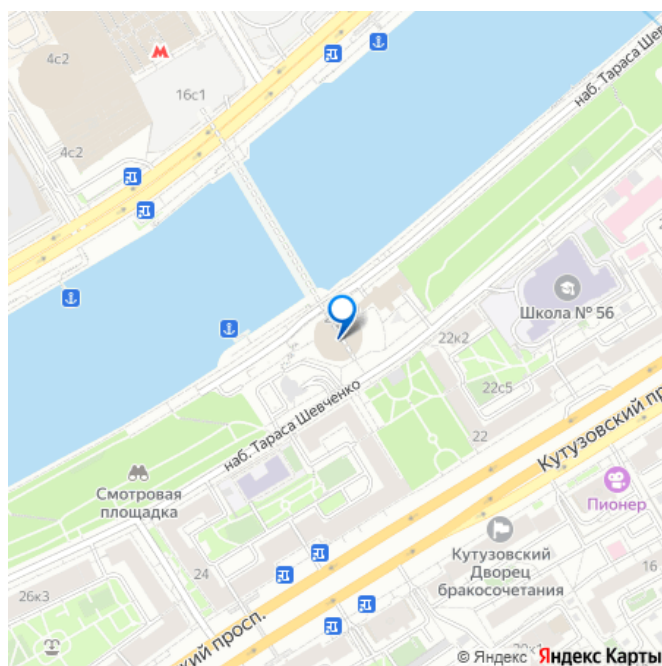 4с2
М
16с1
4с2
наб. Тараса Шев
Школа № 56
22к2
22с5
наб. Тараса Шевченко
22
Кутузовский пр
Смотровая
площадка
Пионер
Кутузовский
Дворец
бракосочетания
24
16
26к3
кий просп.
© Яндекс Яндекс Карты